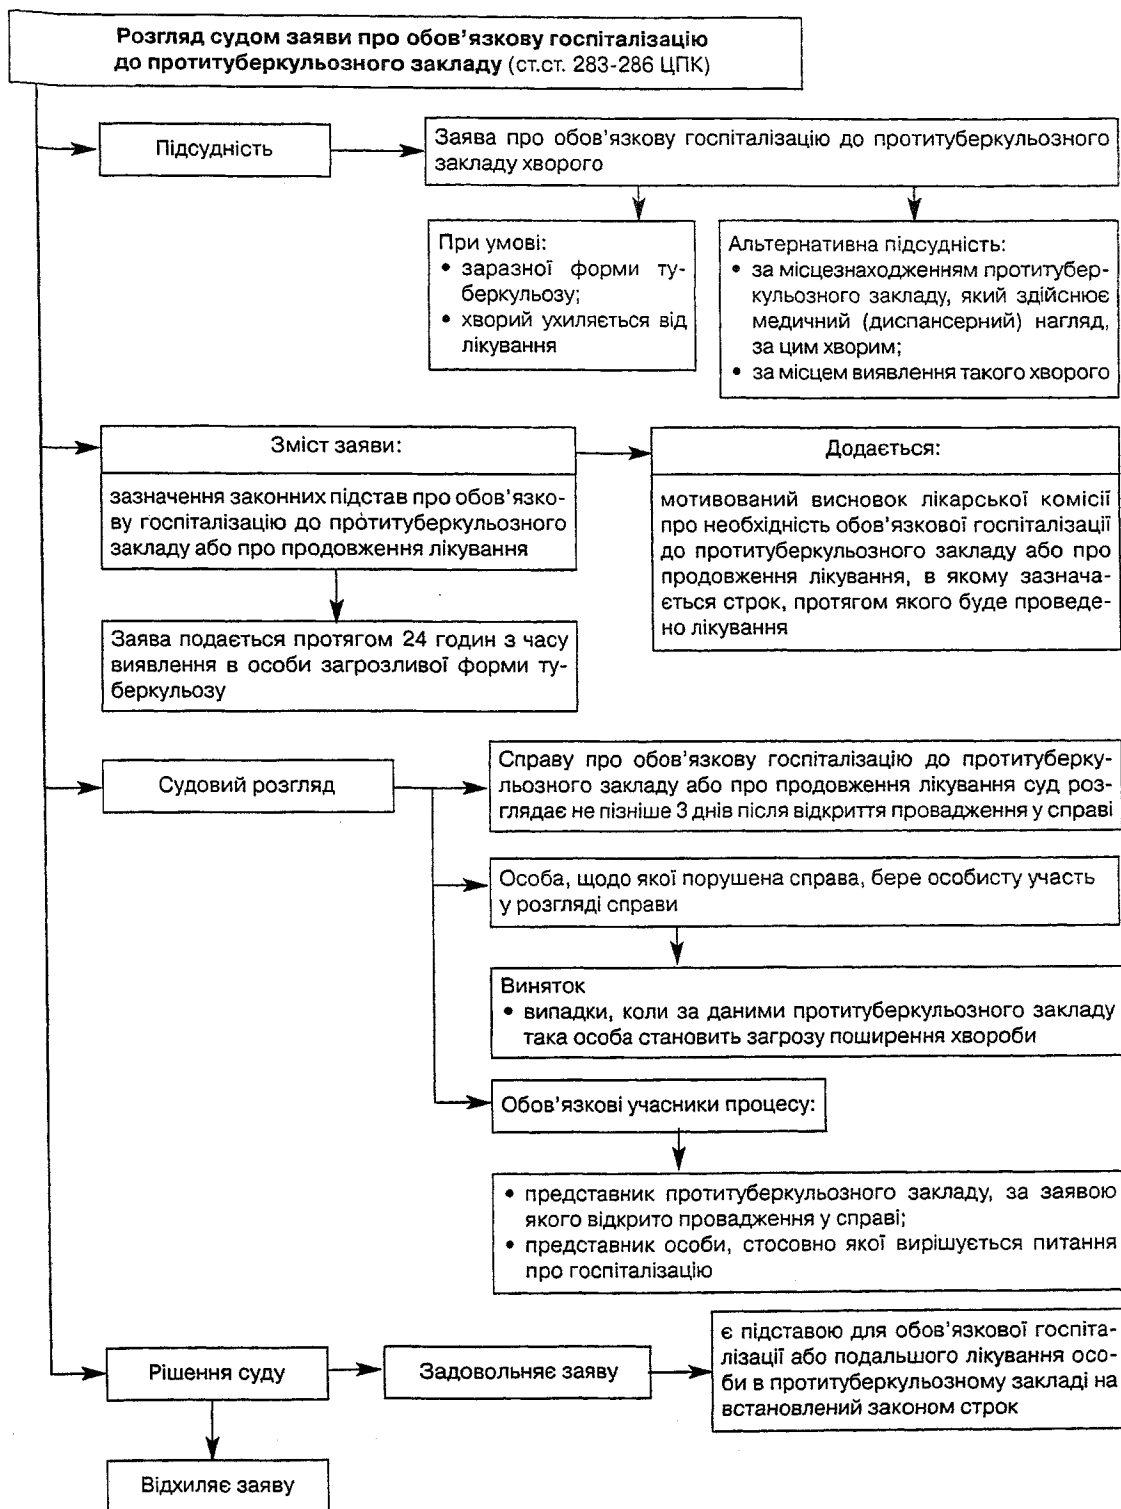 Розгляд судом заяви про обов’язкову госпіталізацію
до протитуберкульозного закладу (ст.ст. 283-286 ЦПК)
Підсудність
Заява про обов’язкову госпіталізацію до протитуберкульозного
закладу хворого
При умові:
• заразної форми ту-
беркульозу;
• хворий ухиляється від
лікування
Альтернативна підсудність:
• за місцезнаходженням протитубер-
кульозного закладу, який здійснює
медичний (диспансерний) нагляд,
за цим хворим;
• за місцем виявлення такого хворого
Зміст заяви:
зазначення законних підстав про обов’язко-
ву госпіталізацію до протитуберкульозного
закладу або про продовження лікування
Додається:
мотивований висновок лікарської комісії
про необхідність обов’язкової госпіталізації
до протитуберкульозного закладу або про
продовження лікування, в якому зазнача-
ється строк, протягом якого буде проведе-
но лікування
Заява подається протягом 24 годин з часу
виявлення в особи загрозливої форми ту-
беркульозу
Судовий розгляд
Справу про обов’язкову госпіталізацію до протитуберку-
льозного закладу або про продовження лікування суд роз-
глядає не пізніше 3 днів після відкриття провадження у справі
Особа, щодо якої порушена справа, бере особисту участь
у розгляді справи
Виняток
• випадки, коли за даними протитуберкульозного закладу
така особа становить загрозу поширення хвороби
Обов’язкові учасники процесу:
• представник протитуберкульозного закладу, за заявою
якого відкрито провадження у справі;
• представник особи, стосовно якої вирішується питання
про госпіталізацію
Рішення суду
Задовольняє заяву
є підставою для обов’язкової госпіта-
лізації або подальшого лікування осо-
би в протитуберкульозному закладі на
встановлений законом строк
Відхиляє заяву